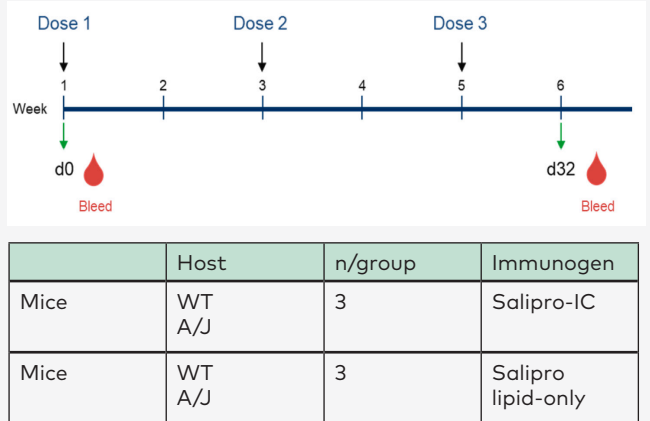 Dose 1 Dose 2 Dose 3
1 2 3 4 5 6
Week
d0 d32
Bleed Bleed
Host n/group Immunogen
Mice WT 3 Salipro-IC
A/J
Mice WT 3 Salipro
A/J lipid-only